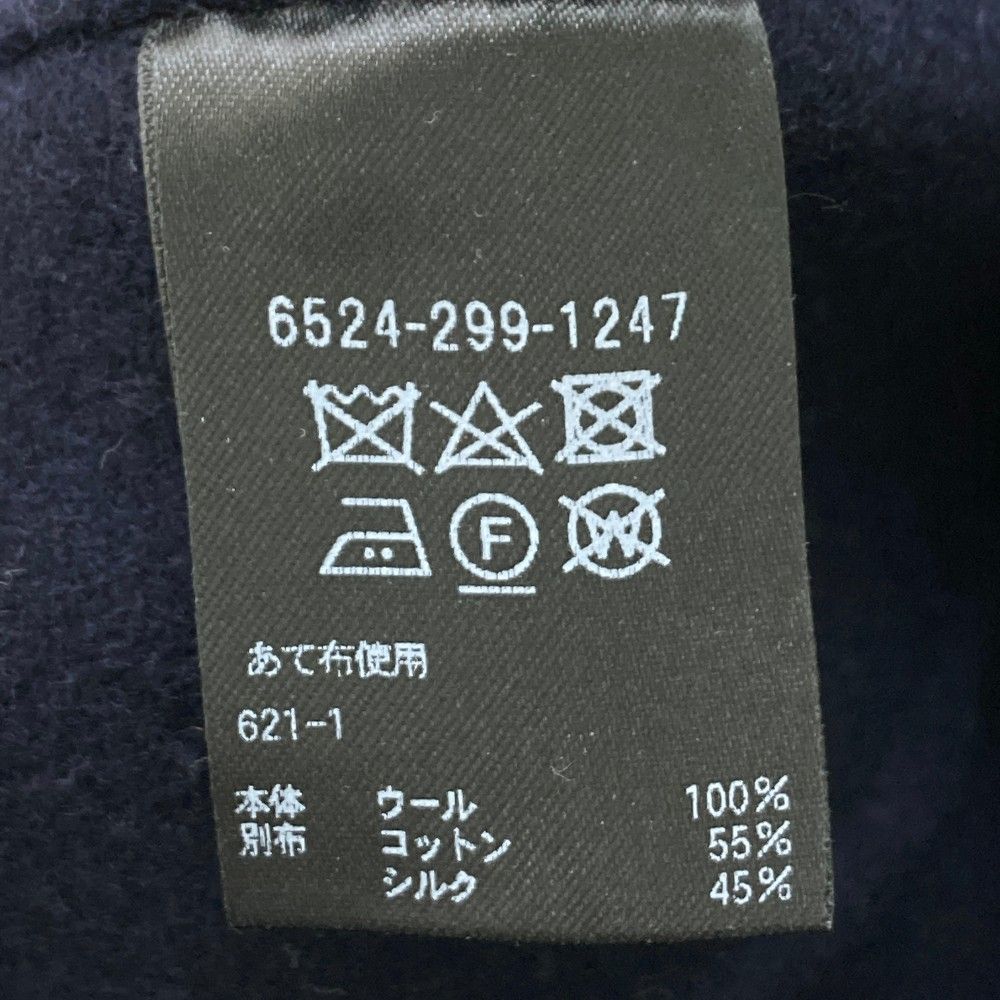 6524-299-1247
F
W
あて布使用
621-1
本体 ウール 100%
別布 コットン 55%
シルク 45%